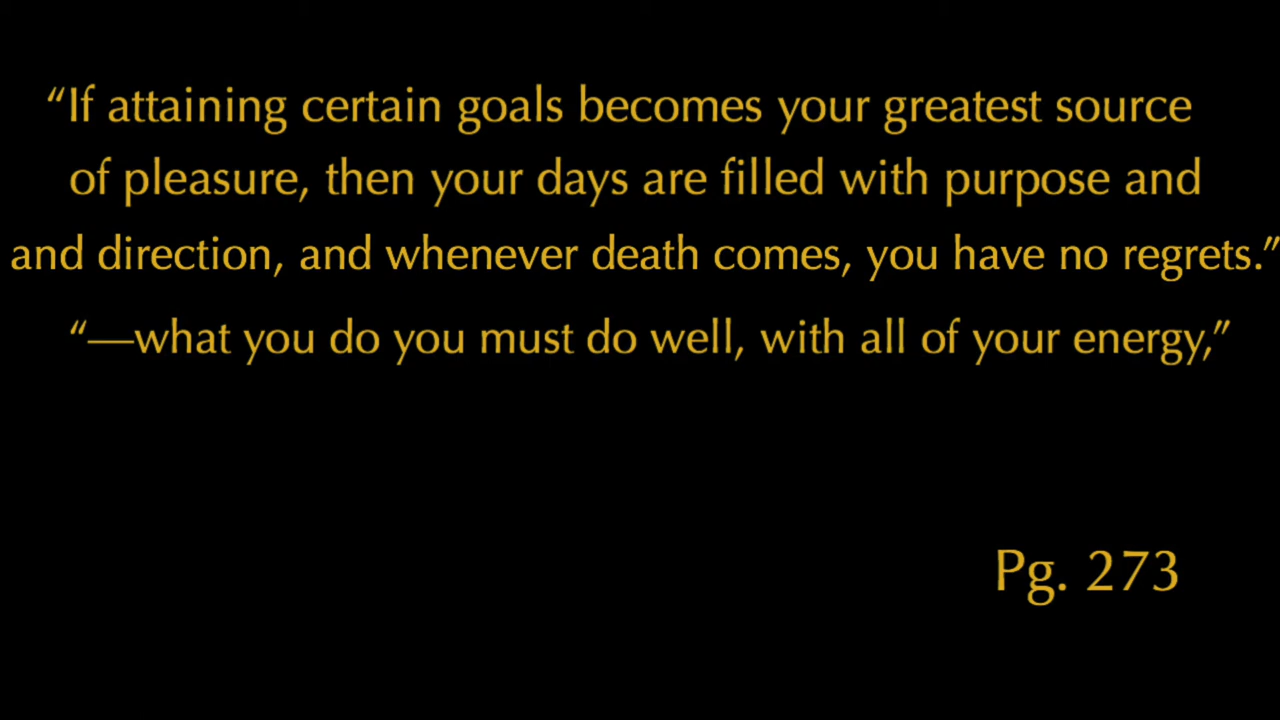 “If attaining certain goals becomes your greatest source
of pleasure, then your days are filled with purpose and
and direction, and whenever death comes, you have no regrets.”
“—what you do you must do well, with all of your energy,”
Pg. 273